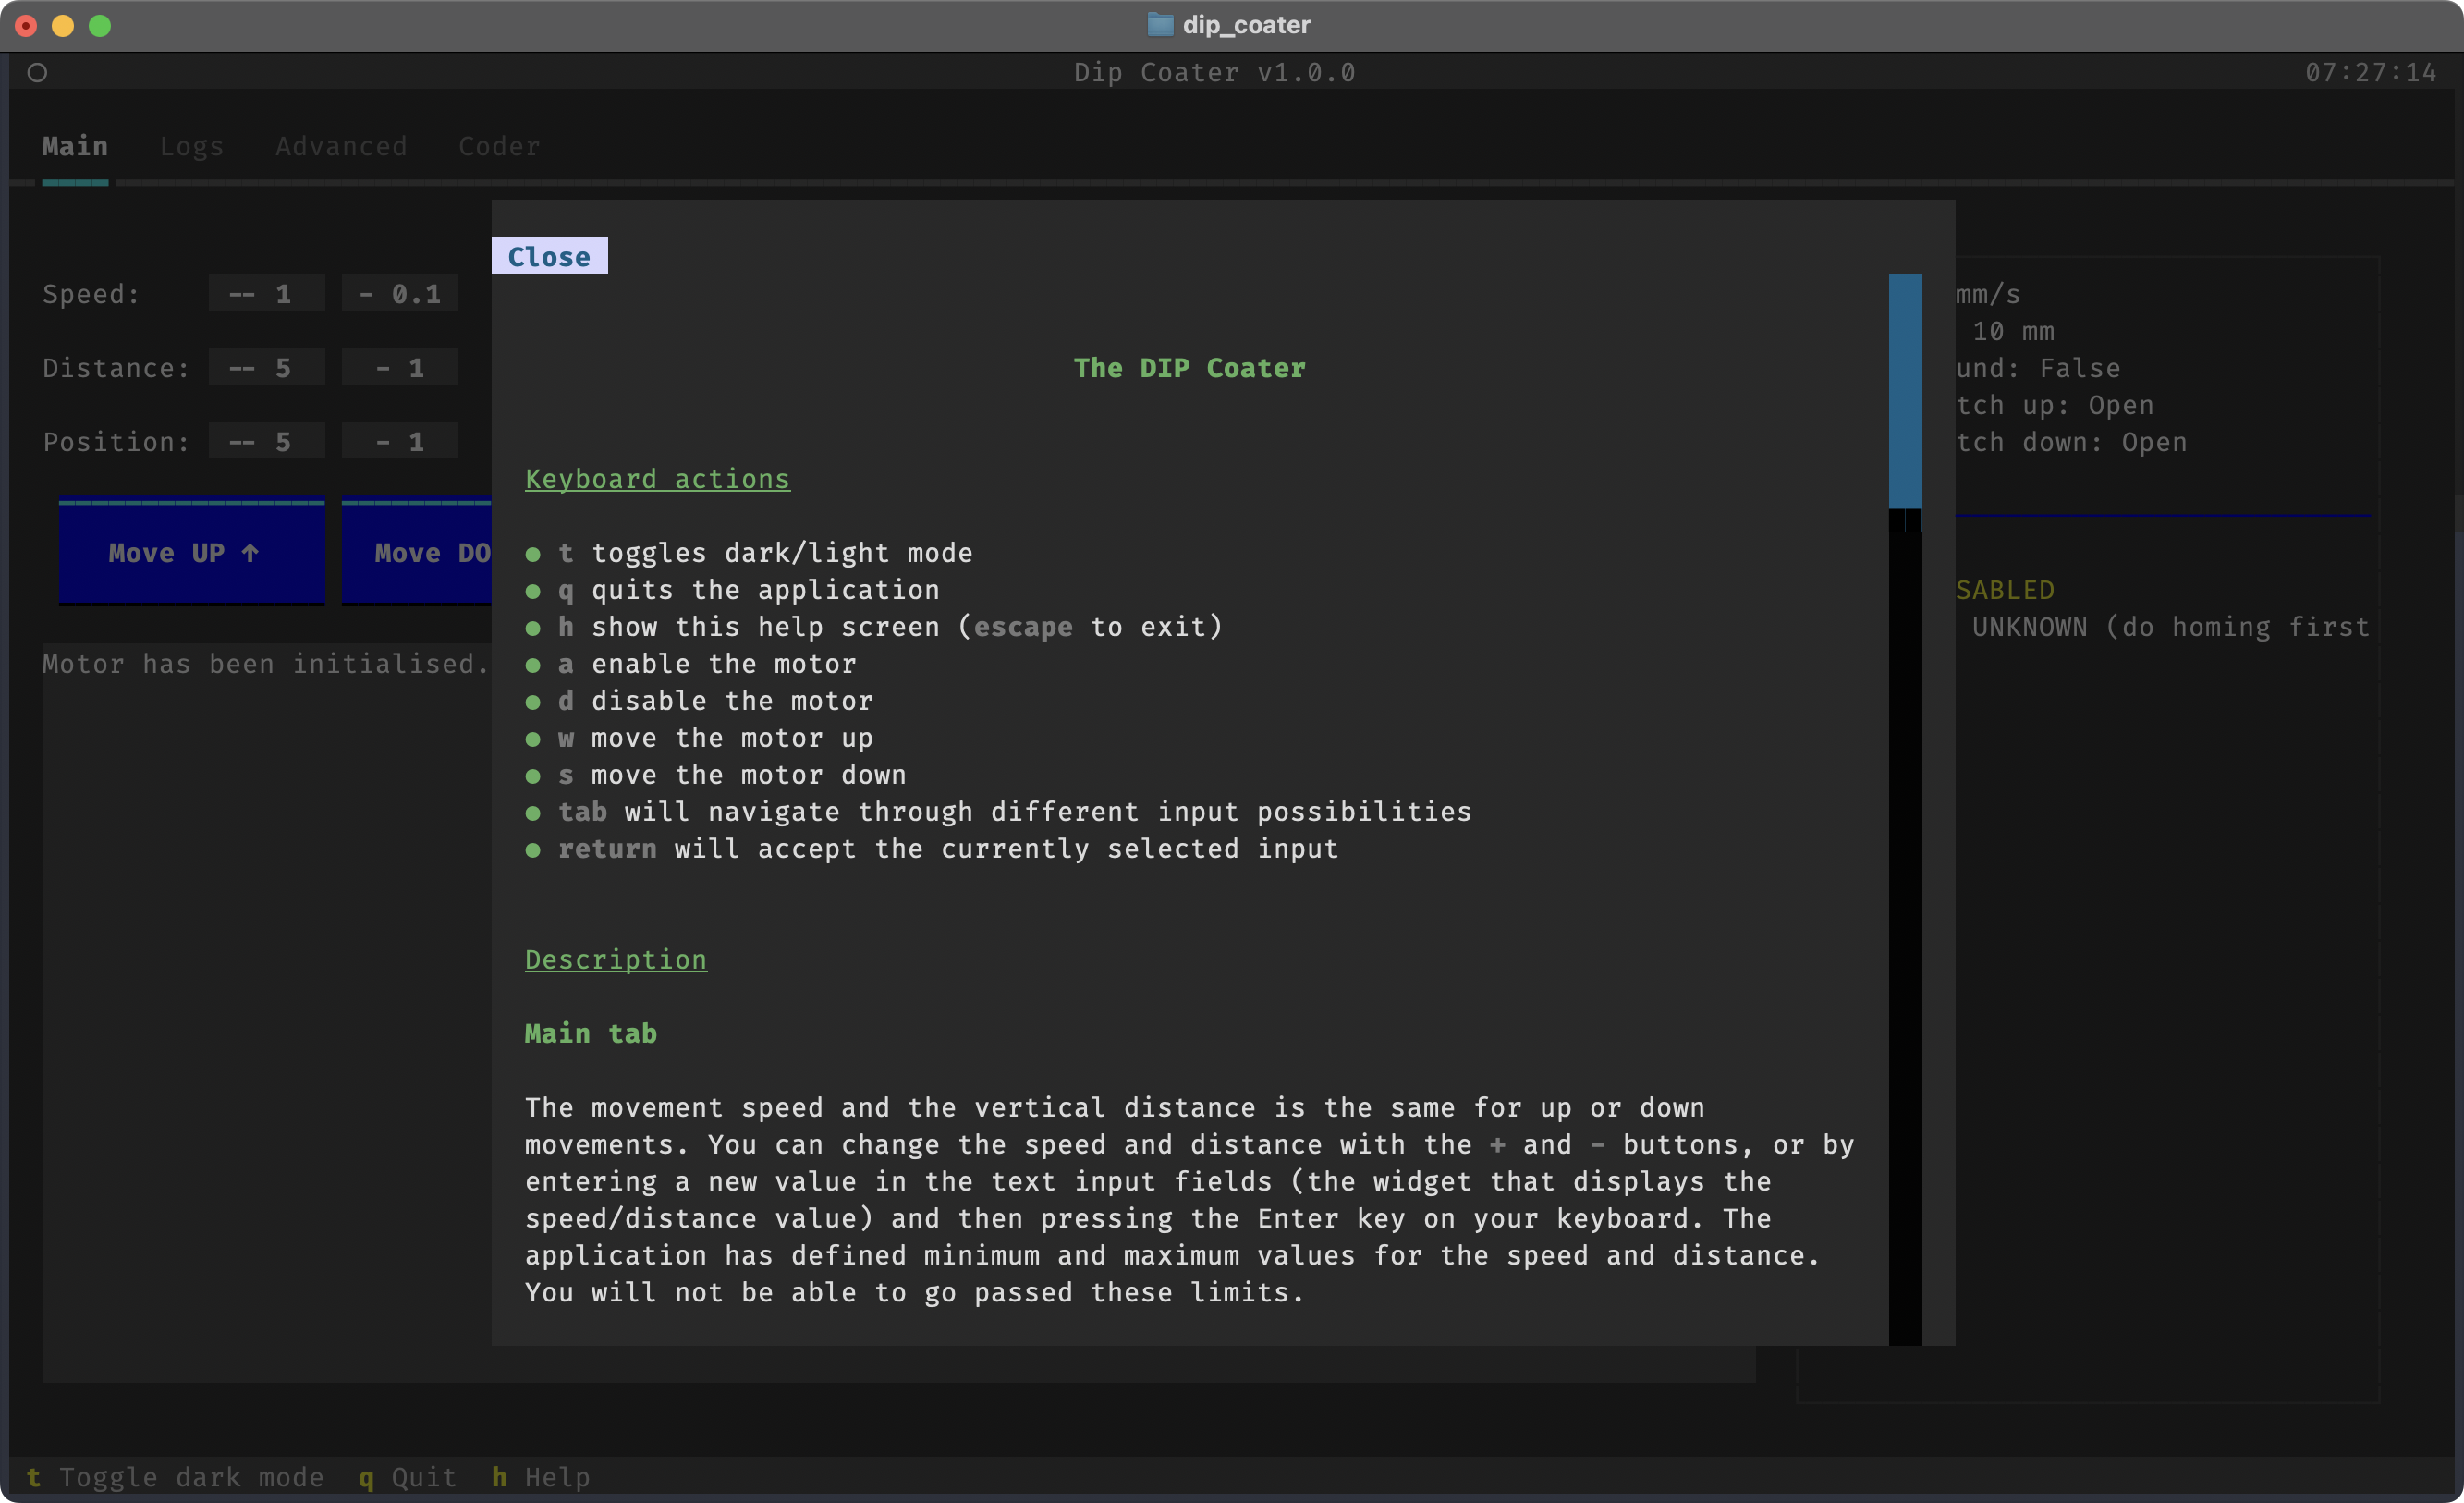 dip_coater
Dip Coater v1.0.0
07:27:14
Main Logs Advanced Coder
Close
Speed: -- 1 - 0.1
mm/s
10 mm
The DIP Coater
Distance: -- 5 - 1
und: False
tch up: Open
Position: -- 5 - 1
tch down: Open
Keyboard actions
Move UP ↑
Move DO
● t toggles dark/light mode
● q quits the application
SABLED
● h show this help screen (escape to exit)
UNKNOWN (do homing first
Motor has been initialised.
● a enable the motor
● d disable the motor
● w move the motor up
● s move the motor down
● tab will navigate through different input possibilities
● return will accept the currently selected input
Description
Main tab
The movement speed and the vertical distance is the same for up or down
movements. You can change the speed and distance with the + and - buttons, or by
entering a new value in the text input fields (the widget that displays the
speed/distance value) and then pressing the Enter key on your keyboard. The
application has defined minimum and maximum values for the speed and distance.
You will not be able to go passed these limits.
t Toggle dark mode q Quit h Help